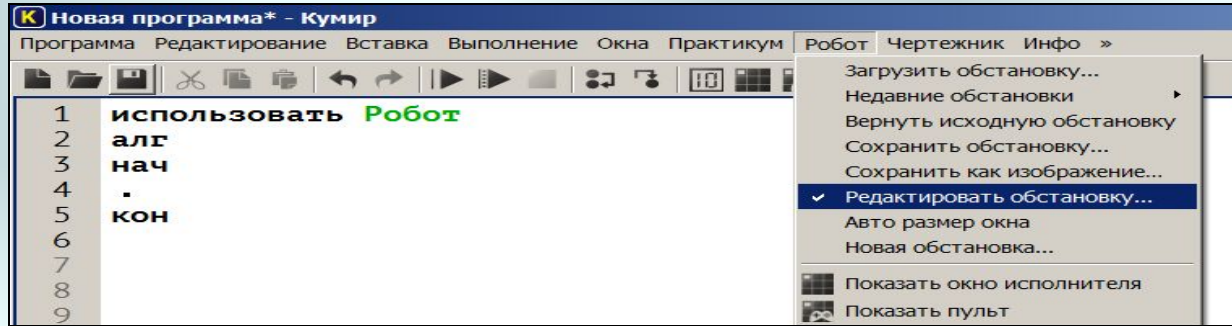 Новая программа* - Кумир
Программа Редактирование Вставка Выполнение Окна Практикум Робот Чертежник Инфо »
1 использовать Робот
2 алг
3 нач
4 .
5 кон
6
7
8
9
Загрузить обстановку...
Недавние обстановки
Вернуть исходную обстановку
Сохранить обстановку...
Сохранить как изображение...
Редактировать обстановку...
Авто размер окна
Новая обстановка...
Показать окно исполнителя
Показать пульт